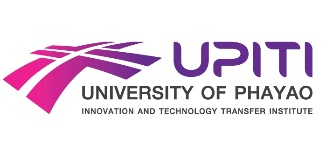 UPITI
UNIVERSITY OF PHAYAO
INNOVATION AND TECHNOLOGY TRANSFER INSTITUTE